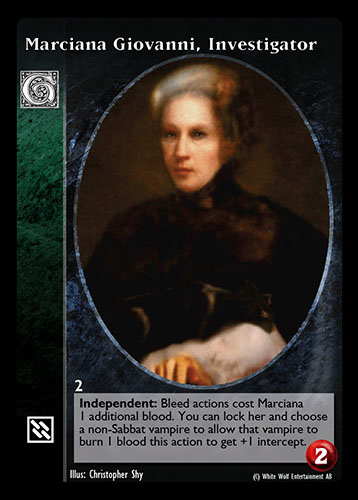 Marciana Giovanni, Investigator
2
Independent: Bleed actions cost Marciana
1 additional blood. You can lock her and choose
a non-Sabbat vampire to allow that vampire to
burn 1 blood this action to get +1 intercept.
2
Illus: Christopher Shy
(C) White Wolf Entertainment AB